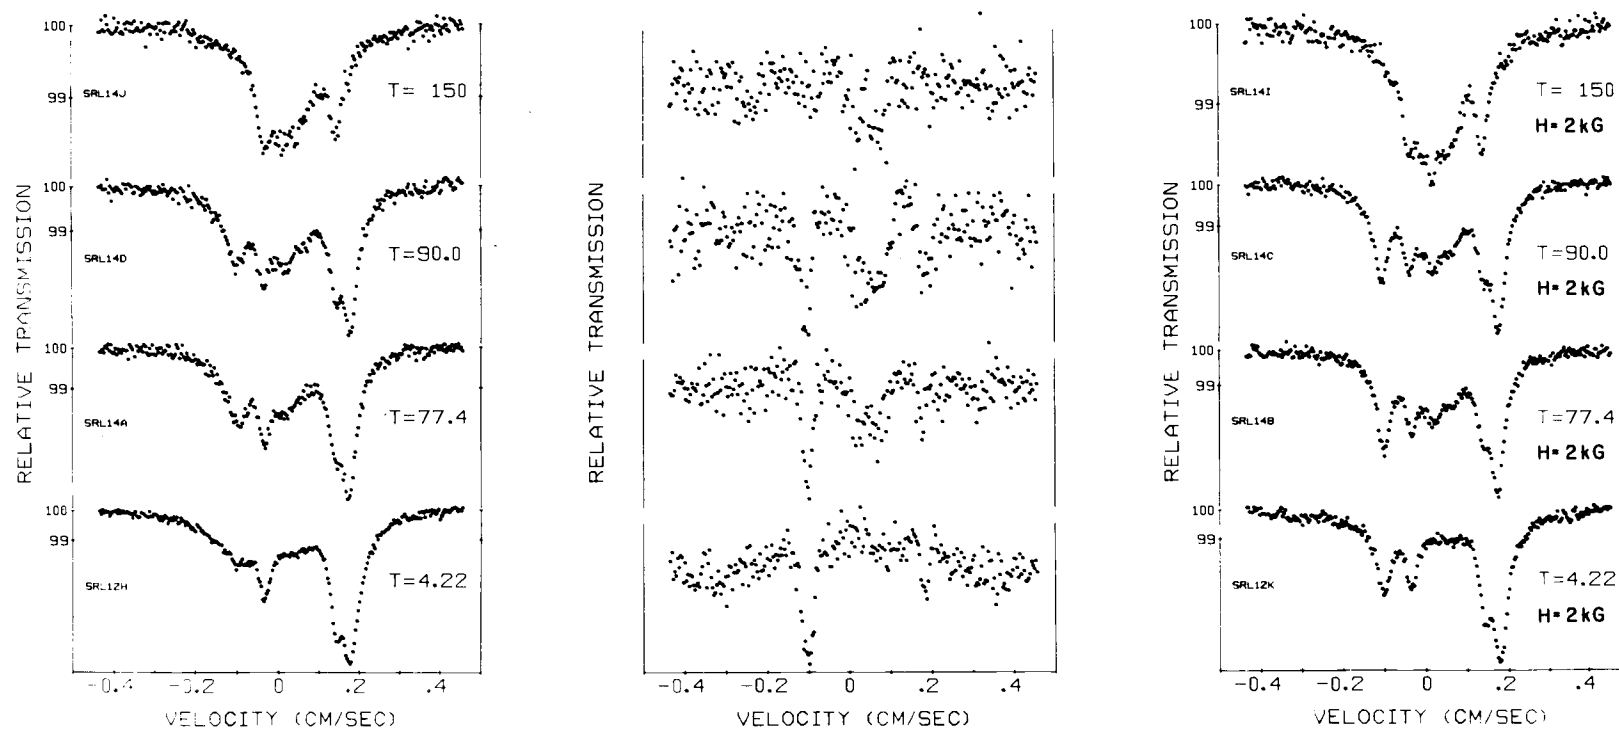 100
99
SRL14J
T= 150
100
99
SRL14D
T=90.0
100
99
SRL14A
T=77.4
100
99
SRL12H
T=4.22
RELATIVE TRANSMISSION
-0.4 -0.2 0 .2 .4
VELOCITY (CM/SEC)
RELATIVE TRANSMISSION
-0.4 -0.2 0 .2 .4
VELOCITY (CM/SEC)
100
99
SRL14I
T= 150
H=2kG
100
99
SRL14C
T=90.0
H=2kG
100
99
SRL14B
T=77.4
H=2kG
100
99
SRL12K
T=4.22
H=2kG
RELATIVE TRANSMISSION
-0.4 -0.2 0 .2 .4
VELOCITY (CM/SEC)